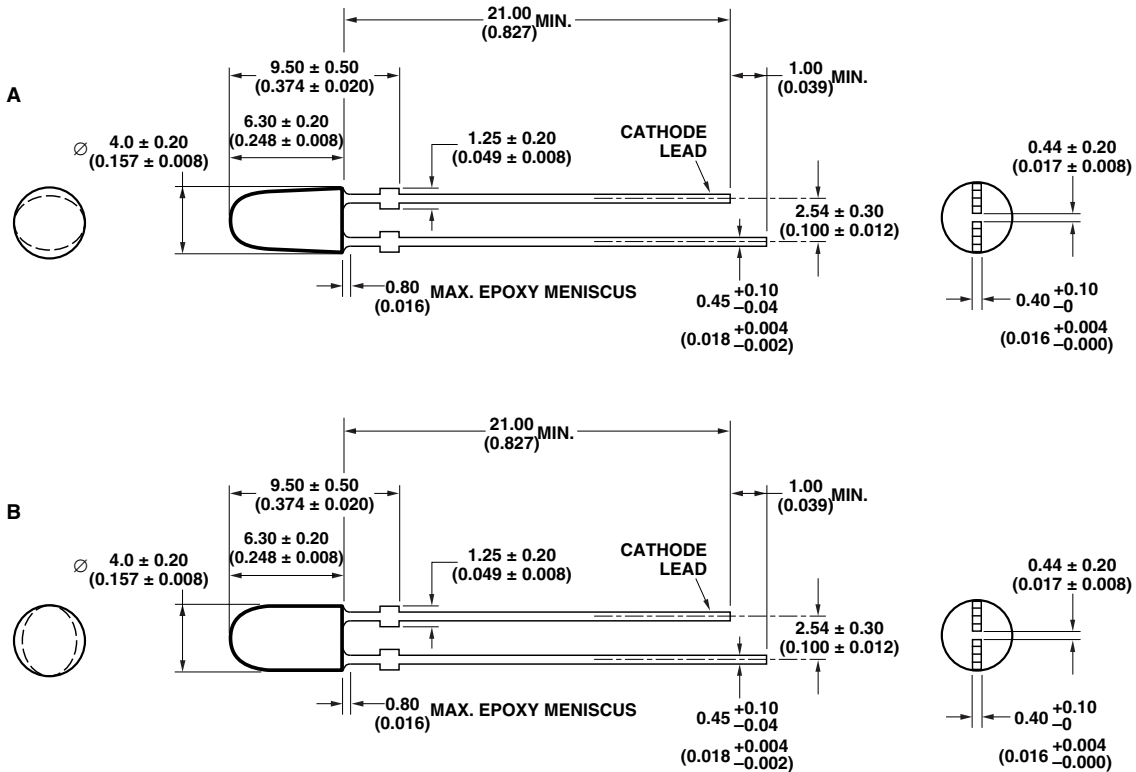 21.00
(0.827)
MIN.
9.50 ± 0.50
(0.374 ± 0.020)
1.00
(0.039)
MIN.
A
6.30 ± 0.20
(0.248 ± 0.008)
1.25 ± 0.20
(0.049 ± 0.008)
CATHODE
LEAD
∅ 4.0 ± 0.20
(0.157 ± 0.008)
0.44 ± 0.20
(0.017 ± 0.008)
2.54 ± 0.30
(0.100 ± 0.012)
0.80
(0.016)
MAX. EPOXY MENISCUS
0.45 +0.10
–0.04
(0.018 +0.004
–0.002)
0.40 +0.10
–0
(0.016 +0.004
–0.000)
21.00
(0.827)
MIN.
9.50 ± 0.50
(0.374 ± 0.020)
1.00
(0.039)
MIN.
B
6.30 ± 0.20
(0.248 ± 0.008)
1.25 ± 0.20
(0.049 ± 0.008)
CATHODE
LEAD
∅ 4.0 ± 0.20
(0.157 ± 0.008)
0.44 ± 0.20
(0.017 ± 0.008)
2.54 ± 0.30
(0.100 ± 0.012)
0.80
(0.016)
MAX. EPOXY MENISCUS
0.45 +0.10
–0.04
(0.018 +0.004
–0.002)
0.40 +0.10
–0
(0.016 +0.004
–0.000)